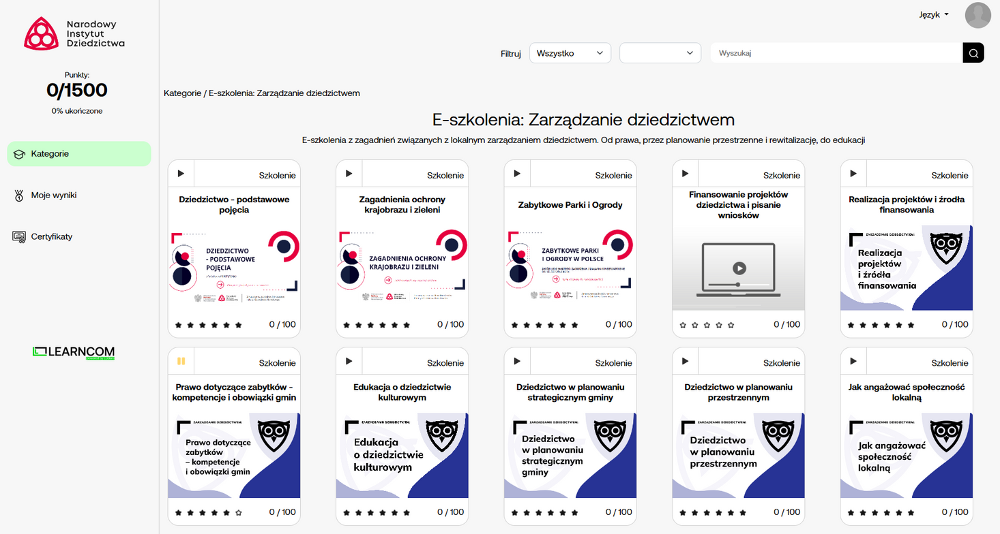 Narodowy
Instytut
Dziedzictwa
Język
Filtruj
Wszystko
Wyszukaj
Punkty:
0/1500
0% ukończone
Kategorie
Moje wyniki
Certyfikaty
LEARNCOM
Kategorie / E-szkolenia: Zarządzanie dziedzictwem
E-szkolenia: Zarządzanie dziedzictwem
E-szkolenia z zagadnień związanych z lokalnym zarządzaniem dziedzictwem. Od prawa, przez planowanie przestrzenne i rewitalizację, do edukacji
Szkolenie
Dziedzictwo - podstawowe
pojęcia
DZIEDZICTWO
- PODSTAWOWE
POJĘCIA
0 / 100
Szkolenie
Zagadnienia ochrony
krajobrazu i zieleni
ZAGADNIENIA OCHRONY
KRAJOBRAZU I ZIELENI
0 / 100
Szkolenie
Zabytkowe Parki i Ogrody
ZABYTKOWE PARKI
I OGRODY W POLSCE
0 / 100
Szkolenie
Finansowanie projektów
dziedzictwa i pisanie
wniosków
0 / 100
Szkolenie
Realizacja projektów i źrodła
finansowania
ZARZĄDZANIE DZIEDZICTWEM:
Realizacja
projektów
i źródła
finansowania
0 / 100
Szkolenie
Prawo dotyczące zabytków -
kompetencje i obowiązki gmin
ZARZĄDZANIE DZIEDZICTWEM:
Prawo dotyczące
zabytków
– kompetencje
i obowiązki gmin
0 / 100
Szkolenie
Edukacja o dziedzictwie
kulturowym
ZARZĄDZANIE DZIEDZICTWEM:
Edukacja
o dziedzictwie
kulturowym
0 / 100
Szkolenie
Dziedzictwo w planowaniu
strategicznym gminy
ZARZĄDZANIE DZIEDZICTWEM:
Dziedzictwo
w planowaniu
strategicznym
gminy
0 / 100
Szkolenie
Dziedzictwo w planowaniu
przestrzennym
ZARZĄDZANIE DZIEDZICTWEM:
Dziedzictwo
w planowaniu
przestrzennym
0 / 100
Szkolenie
Jak angażować społeczność
lokalną
ZARZĄDZANIE DZIEDZICTWEM:
Jak angażować
społeczność
lokalną
0 / 100